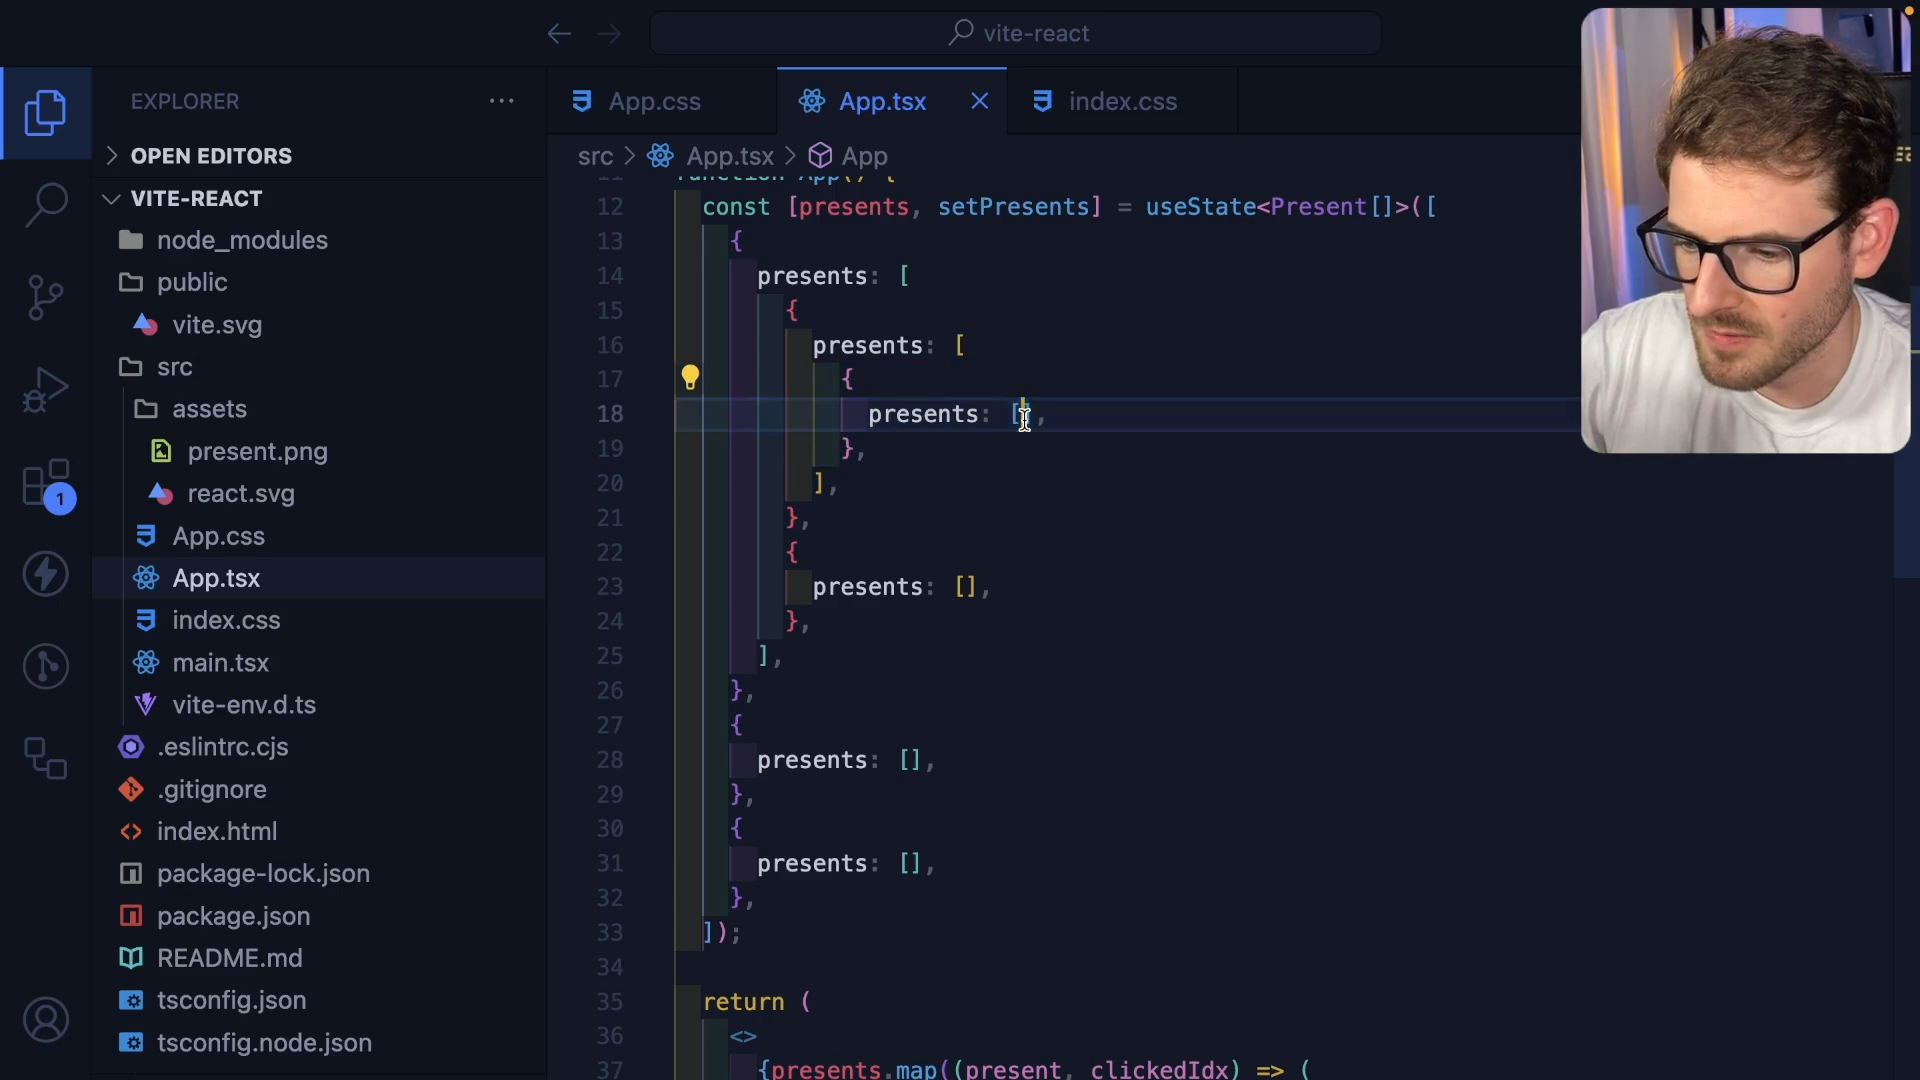 vite-react
EXPLORER
OPEN EDITORS
VITE-REACT
node_modules
public
vite.svg
src
assets
present.png
react.svg
App.css
App.tsx
index.css
main.tsx
vite-env.d.ts
.eslintrc.cjs
.gitignore
index.html
package-lock.json
package.json
README.md
tsconfig.json
tsconfig.node.json
1
App.css
App.tsx
index.css
src > App.tsx > App
11 function App() {
12 const [presents, setPresents] = useState<Present[]>([
13 {
14 presents: [
15 {
16 presents: [
17 {
18 presents: [],
19 },
20 ],
21 },
22 {
23 presents: [],
24 },
25 ],
26 },
27 {
28 presents: [],
29 },
30 {
31 presents: [],
32 },
33 ]);
34
35 return (
36 <>
37 {presents.map((present, clickedIdx) => (